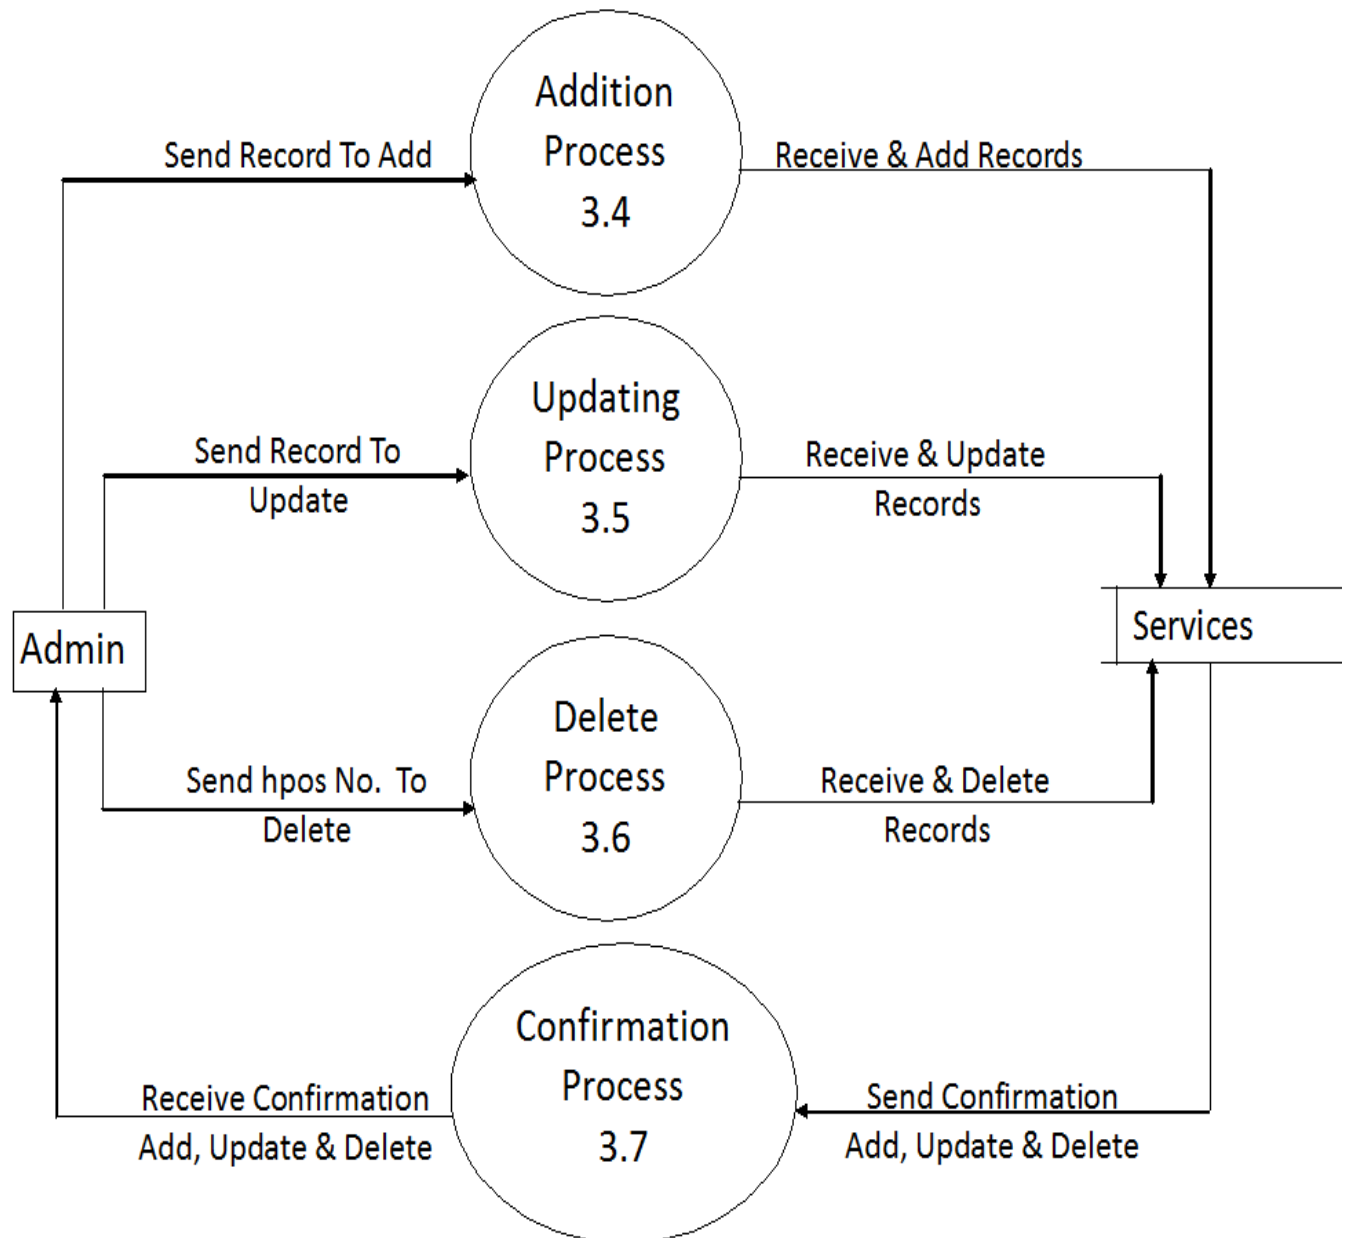 Addition
Process
3.4
Send Record To Add
Receive & Add Records
Updating
Process
3.5
Send Record To
Update
Receive & Update
Records
Admin
Services
Delete
Process
3.6
Send hpos No. To
Delete
Receive & Delete
Records
Confirmation
Process
3.7
Receive Confirmation
Add, Update & Delete
Send Confirmation
Add, Update & Delete